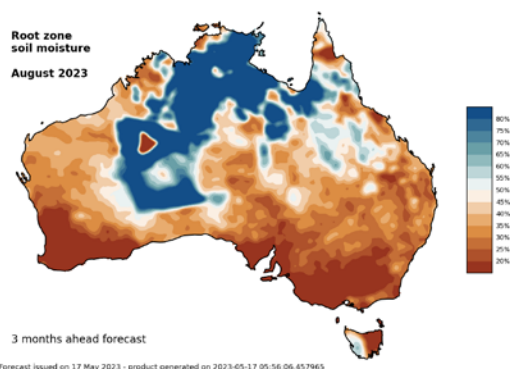 Root zone
soil moisture
August 2023
80%
75%
70%
65%
60%
55%
50%
45%
40%
35%
30%
25%
20%
3 months ahead forecast
Forecast issued on 17 May 2023 - product generated on 2023-05-17 05:56:06.457965